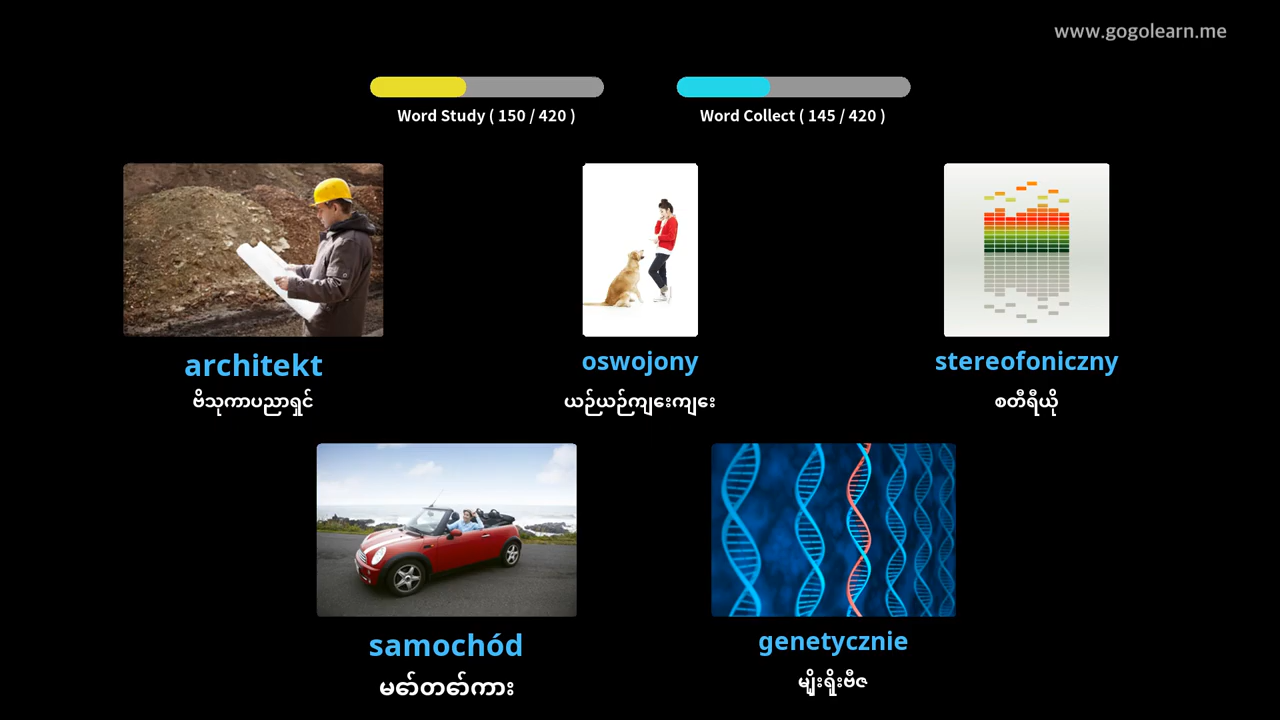 www.gogolearn.me
Word Study ( 150 / 420 )
Word Collect ( 145 / 420 )
architekt
ဗိသုကာပညာရှင်
oswojony
ယဉ်ယဉ်ကျေးကျေး
stereofoniczny
စတီရီယို
samochód
မော်တော်ကား
genetycznie
မျိုးရိုးဗီဇ